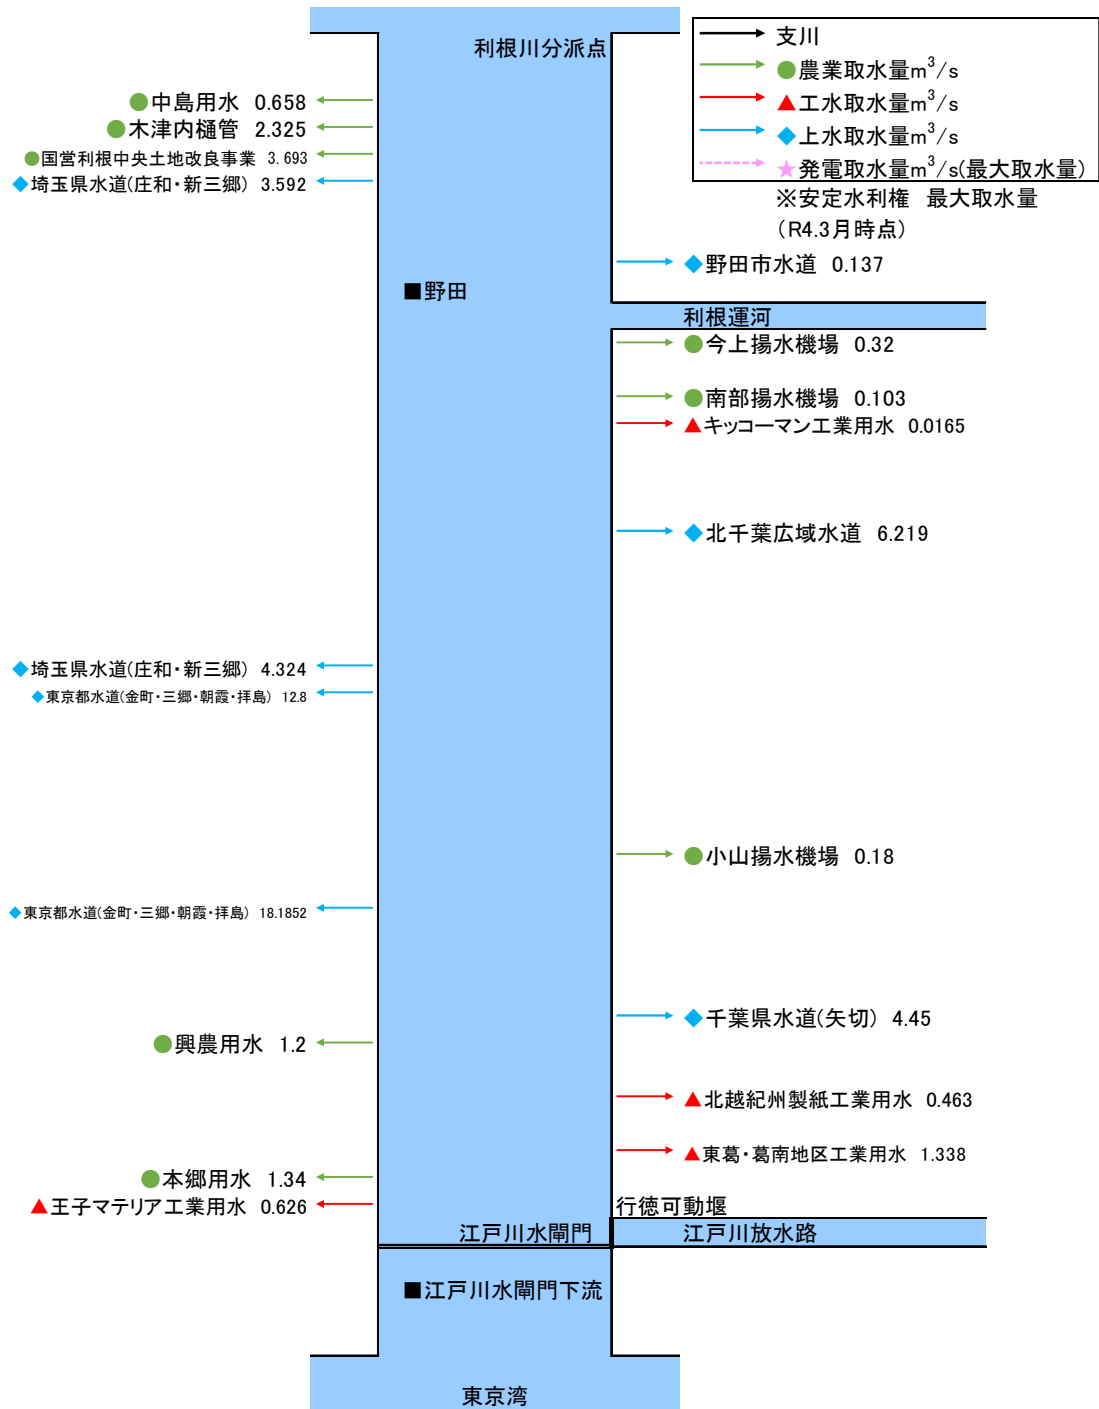 利根川分派点
支川
●農業取水量m³/s
▲工水取水量m³/s
◆上水取水量m³/s
★発電取水量m³/s(最大取水量)
※安定水利権 最大取水量
(R4.3月時点)
●中島用水 0.658
●木津内樋管 2.325
●国営利根中央土地改良事業 3.693
◆埼玉県水道(庄和・新三郷) 3.592
◆野田市水道 0.137
■野田
利根運河
●今上揚水機場 0.32
●南部揚水機場 0.103
▲キッコーマン工業用水 0.0165
◆北千葉広域水道 6.219
◆埼玉県水道(庄和・新三郷) 4.324
◆東京都水道(金町・三郷・朝霞・拝島) 12.8
●小山揚水機場 0.18
◆東京都水道(金町・三郷・朝霞・拝島) 18.1852
◆千葉県水道(矢切) 4.45
●興農用水 1.2
▲北越紀州製紙工業用水 0.463
▲東葛・葛南地区工業用水 1.338
●本郷用水 1.34
▲王子マテリア工業用水 0.626
行徳可動堰
江戸川水閘門
江戸川放水路
■江戸川水閘門下流
東京湾